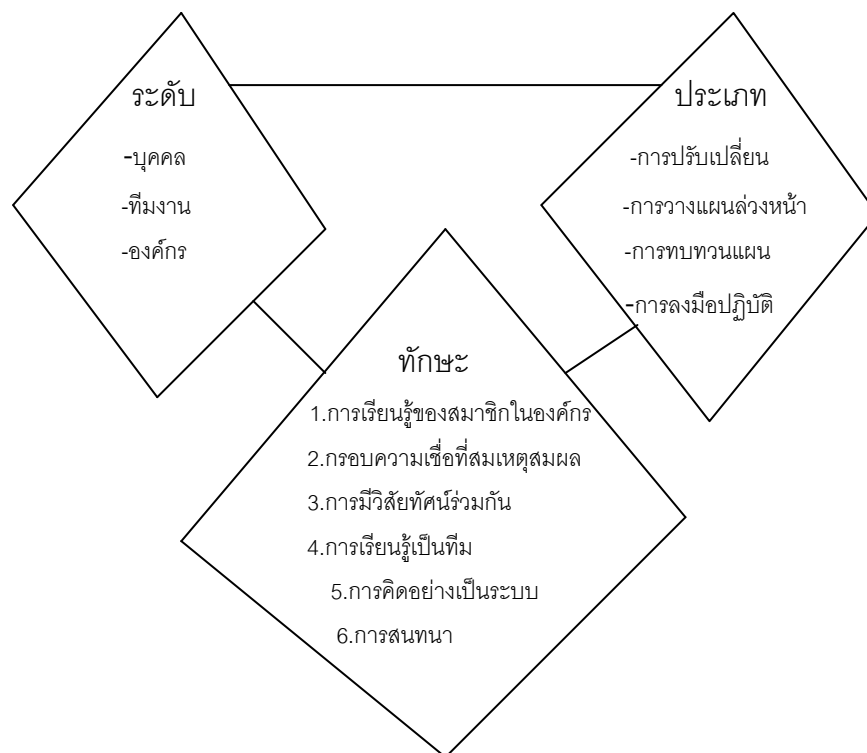 ระดับ
-บุคคล
-ทีมงาน
-องค์กร
ประเภท
-การปรับเปลี่ยน
-การวางแผนล่วงหน้า
-การทบทวนแผน
-การลงมือปฏิบัติ
ทักษะ
1.การเรียนรู้ของสมาชิกในองค์กร
2.กรอบความเชื่อที่สมเหตุสมผล
3.การมีวิสัยทัศน์ร่วมกัน
4.การเรียนรู้เป็นทีม
5.การคิดอย่างเป็นระบบ
6.การสนทนา